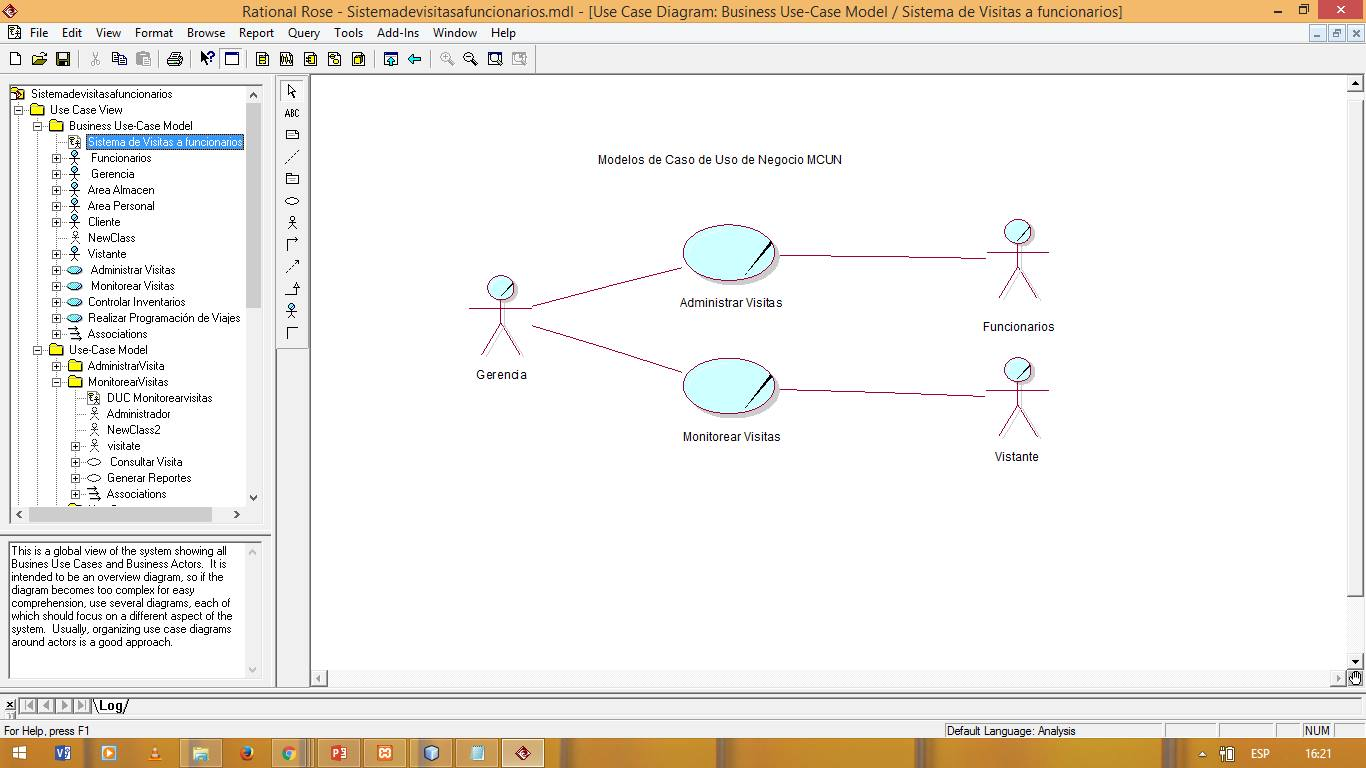 Rational Rose - Sistemadevisitasafuncionarios.mdl - [Use Case Diagram: Business Use-Case Model / Sistema de Visitas a funcionarios]
File Edit View Format Browse Report Query Tools Add-Ins Window Help
Sistemadevisitasafuncionarios
Use Case View
Business Use-Case Model
Sistema de Visitas a funcionarios
Funcionarios
Gerencia
Area Almacen
Area Personal
Cliente
NewClass
Vistante
Administrar Visitas
Monitorear Visitas
Controlar Inventarios
Realizar Programación de Viajes
Associations
Use-Case Model
AdministrarVisita
MonitorearVisitas
DUC Monitorearvisitas
Administrador
NewClass2
visitate
Consultar Visita
Generar Reportes
Associations
ABC
Modelos de Caso de Uso de Negocio MCUN
Administrar Visitas
Funcionarios
Gerencia
Monitorear Visitas
Vistante
This is a global view of the system showing all
Busines Use Cases and Business Actors. It is
intended to be an overview diagram, so if the
diagram becomes too complex for easy
comprehension, use several diagrams, each of
which should focus on a different aspect of the
system. Usually, organizing use case diagrams
around actors is a good approach.
Log
For Help, press F1
Default Language: Analysis
NUM
ESP
16:21